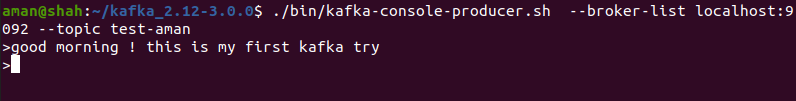 aman@shah:~/kafka_2.12-3.0.0$ ./bin/kafka-console-producer.sh  --broker-list localhost:9
092 --topic test-aman
>good morning ! this is my first kafka try
>